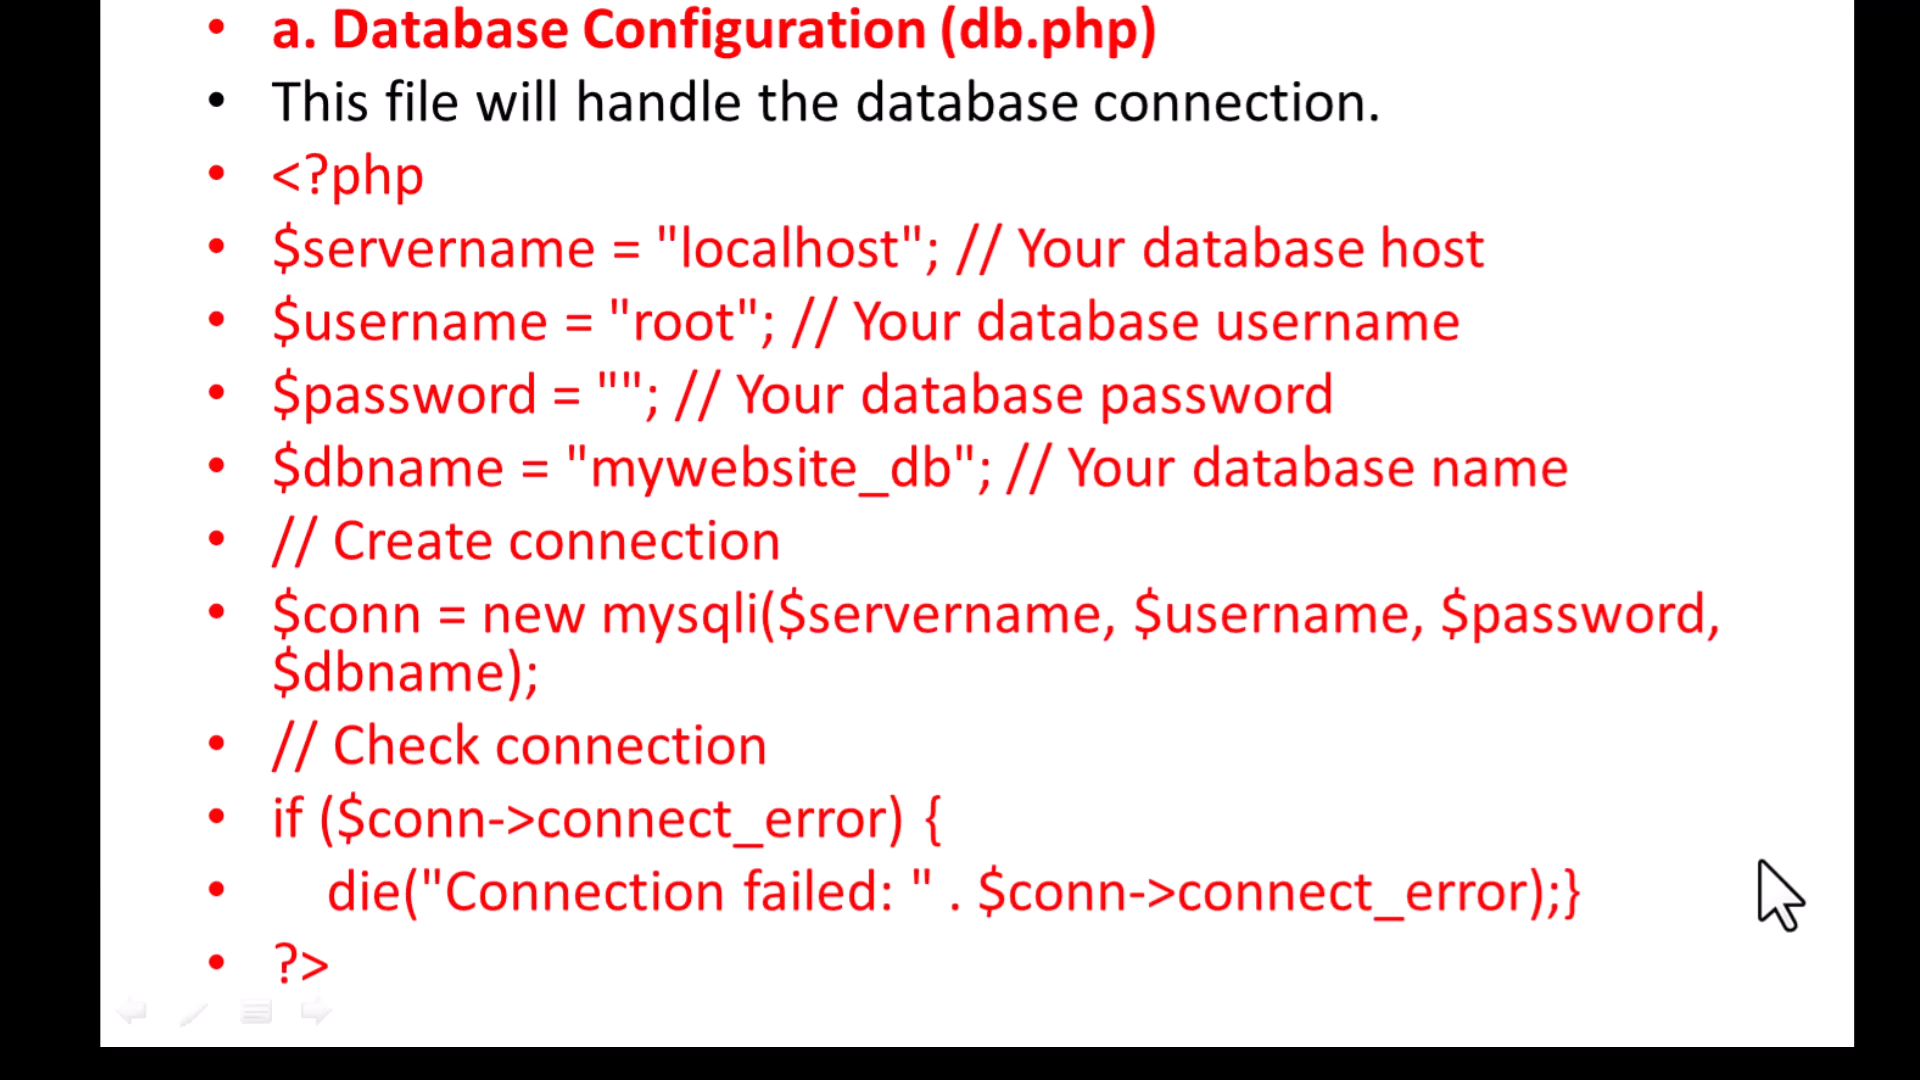 • a. Database Configuration (db.php)
• This file will handle the database connection.
• <?php
• $servername = "localhost"; // Your database host
• $username = "root"; // Your database username
• $password = ""; // Your database password
• $dbname = "mywebsite_db"; // Your database name
• // Create connection
• $conn = new mysqli($servername, $username, $password,
$dbname);
• // Check connection
• if ($conn->connect_error) {
• die("Connection failed: " . $conn->connect_error);}
• ?>